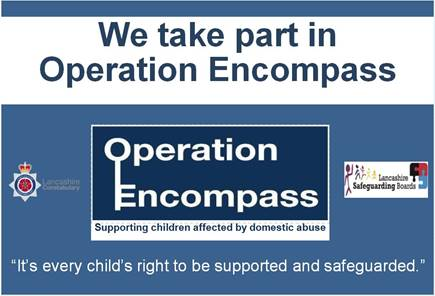 We take part in
Operation Encompass
Operation
Encompass
Supporting children affected by domestic abuse
Lancashire
Constabulary
Lancashire
Safeguarding Boards
“It’s every child’s right to be supported and safeguarded.”